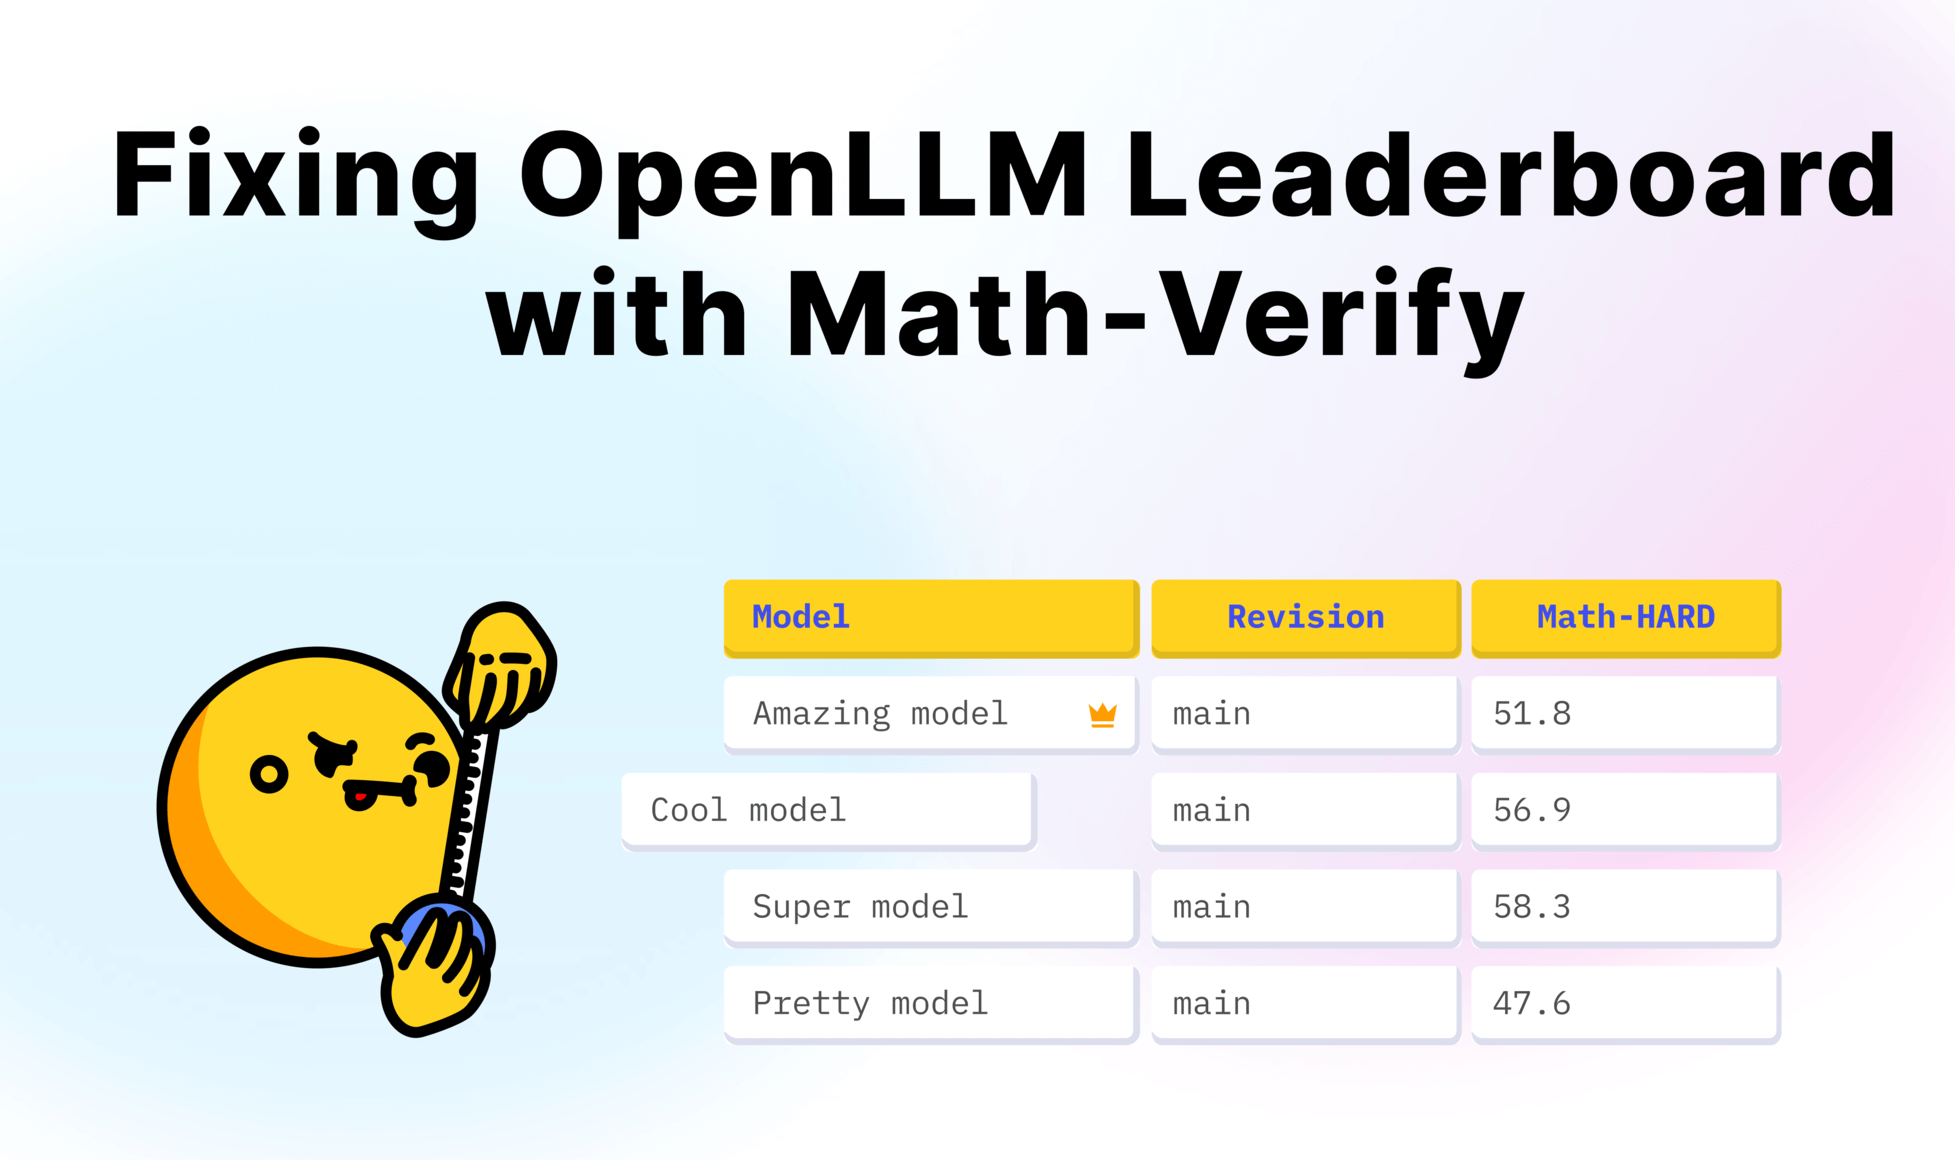 Fixing OpenLLM Leaderboard
with Math-Verify
Model Revision Math-HARD
Amazing model main 51.8
Cool model main 56.9
Super model main 58.3
Pretty model main 47.6